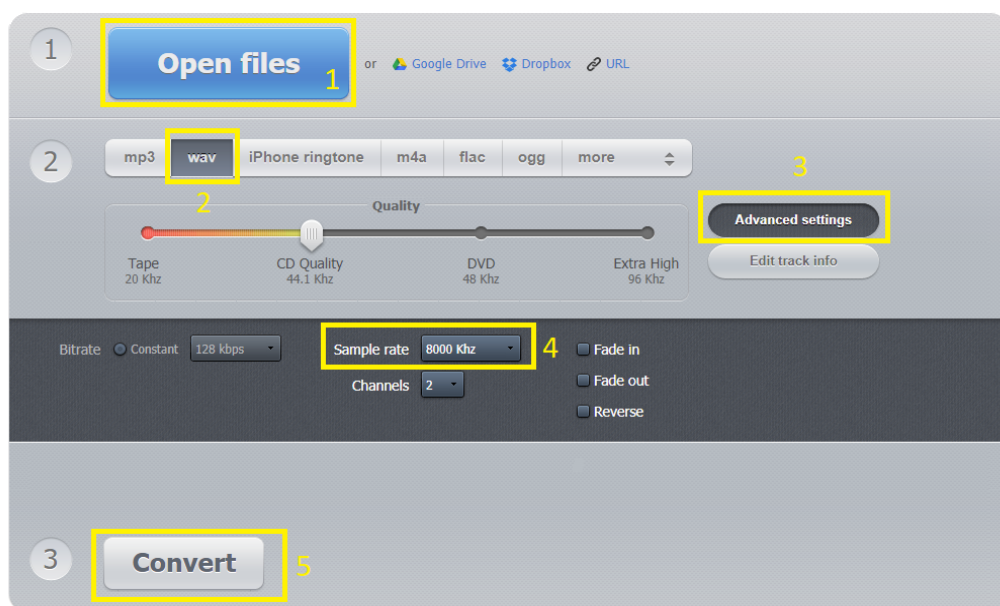 1
Open files
1
or Google Drive Dropbox URL
2
mp3 wav iPhone ringtone m4a flac ogg more
2
3
Quality
Advanced settings
Tape CD Quality DVD Extra High
20 Khz 44.1 Khz 48 Khz 96 Khz
Edit track info
Bitrate Constant 128 kbps Sample rate 8000 Khz 4 Fade in
Channels 2 Fade out
Reverse
3
Convert
5